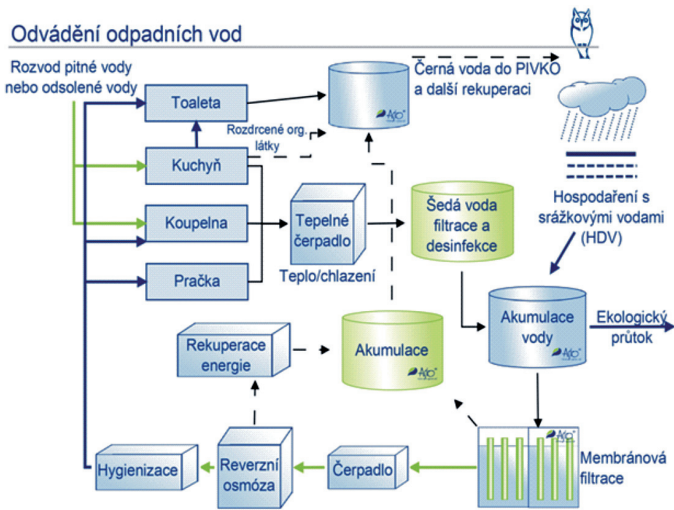 Odvádění odpadních vod
Rozvod pitné vody
nebo odsolené vody
Toaleta
Černá voda do PIVKO
a další rekuperaci
Rozdrcené org.
látky
Kuchyň
Koupelna
Pračka
Tepelné
čerpadlo
Teplo/chlazení
Šedá voda
filtrace a
desinfekce
Hospodaření s
srážkovými vodami
(HDV)
Akumulace
vody
Ekologický
průtok
Rekuperace
energie
Akumulace
Hygienizace
Reverzní
osmóza
Čerpadlo
Membránová
filtrace